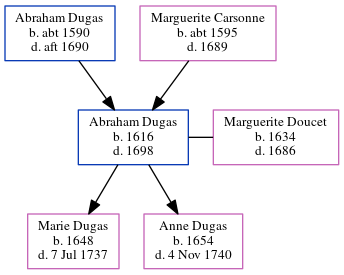 Abraham Dugas
b. abt 1590
d. aft 1690
Marguerite Carsonne
b. abt 1595
d. 1689
Abraham Dugas
b. 1616
d. 1698
Marguerite Doucet
b. 1634
d. 1686
Marie Dugas
b. 1648
d. 7 Jul 1737
Anne Dugas
b. 1654
d. 4 Nov 1740